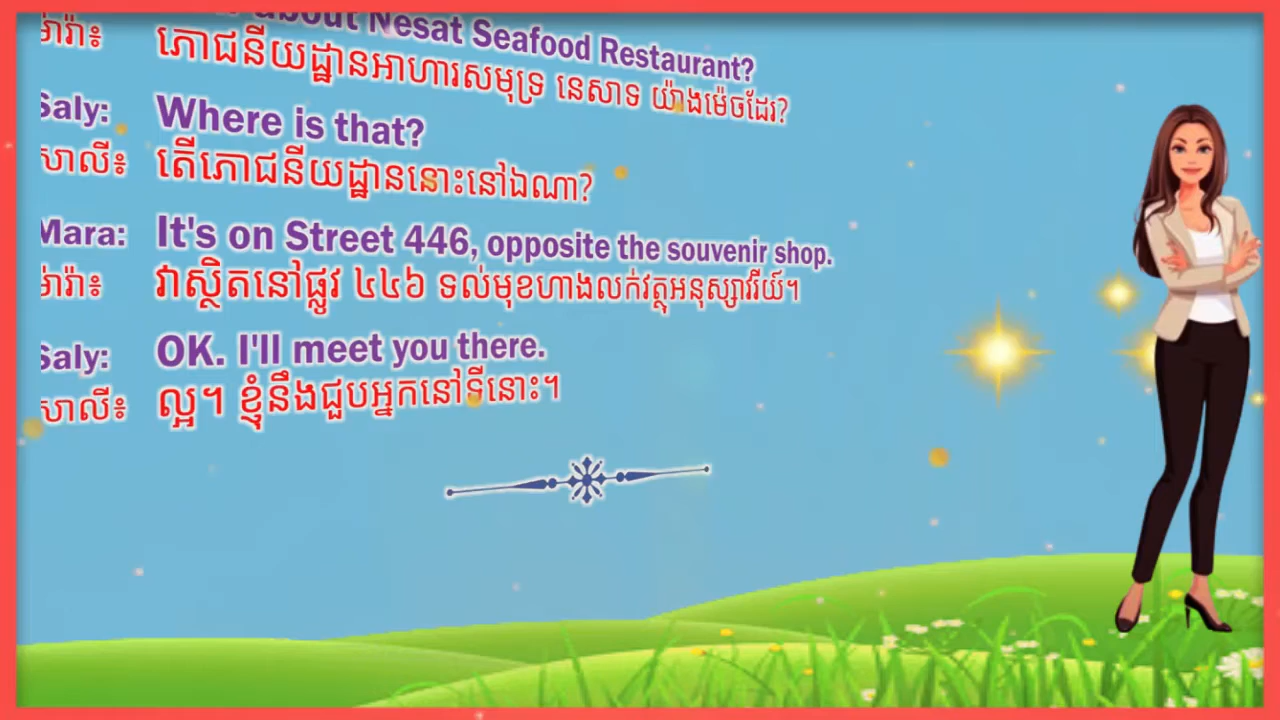 about Nesat Seafood Restaurant?
ម៉ារ៉ា៖ ភោជនីយដ្ឋានអាហារសមុទ្រ នេសាទ យ៉ាងម៉េចដែរ?
Saly: Where is that?
សាលី៖ តើភោជនីយដ្ឋាននោះនៅឯណា?
Mara: It's on Street 446, opposite the souvenir shop.
ម៉ារ៉ា៖ វាស្ថិតនៅផ្លូវ ៤៤៦ ទល់មុខហាងលក់វត្ថុអនុស្សាវរីយ៍។
Saly: OK. I'll meet you there.
សាលី៖ ល្អ។ ខ្ញុំនឹងជួបអ្នកនៅទីនោះ។